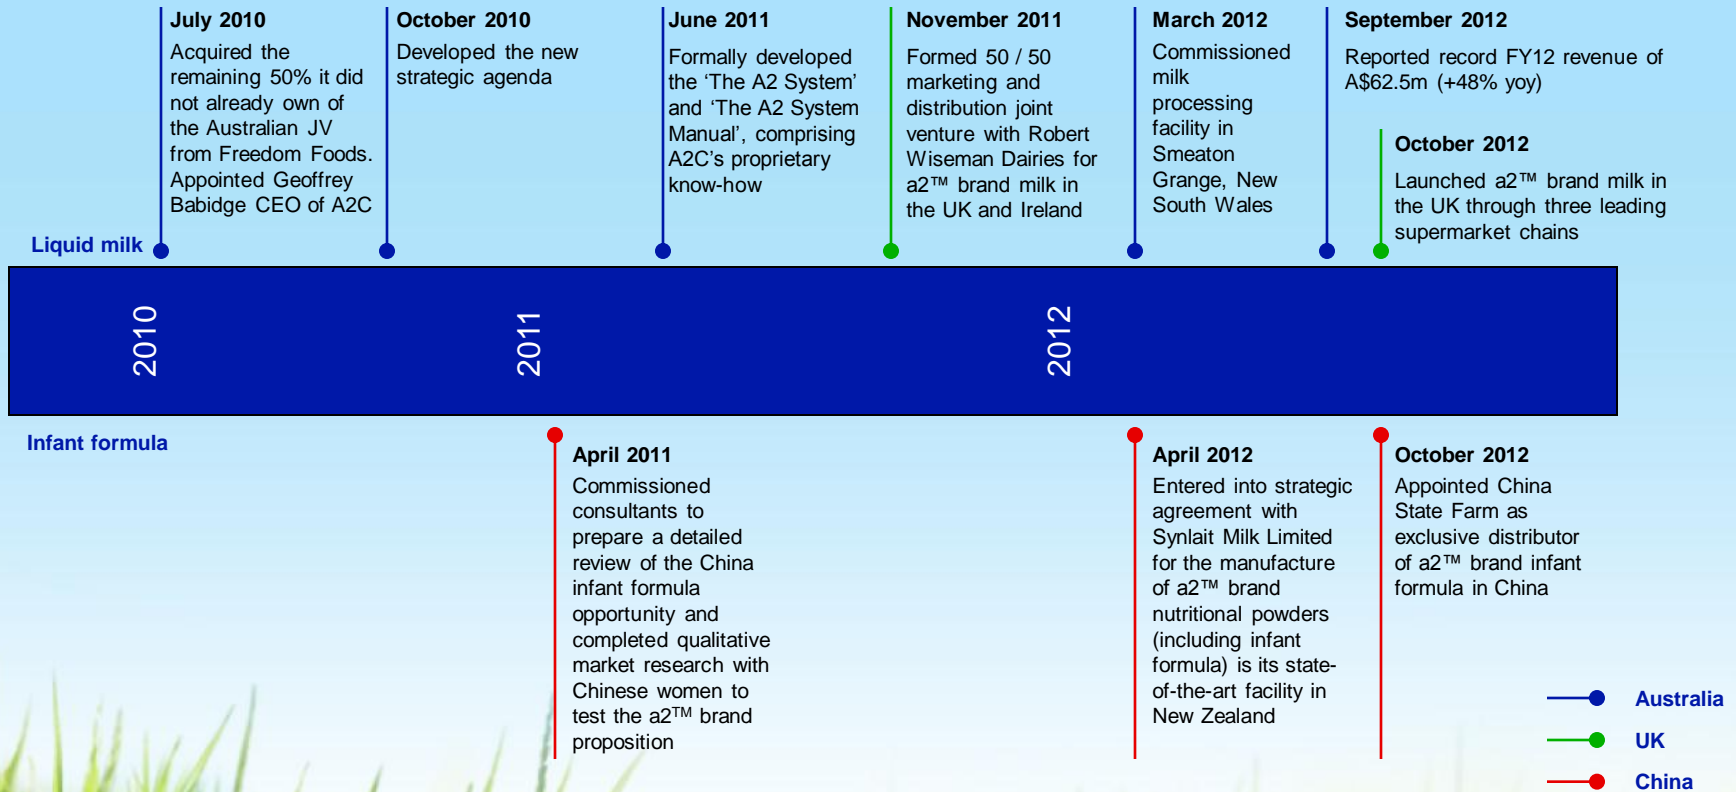 July 2010
Acquired the
remaining 50% it did
not already own of
the Australian JV
from Freedom Foods.
Appointed Geoffrey
Babidge CEO of A2C
October 2010
Developed the new
strategic agenda
June 2011
Formally developed
the ‘The A2 System’
and ‘The A2 System
Manual’, comprising
A2C’s proprietary
know-how
November 2011
Formed 50 / 50
marketing and
distribution joint
venture with Robert
Wiseman Dairies for
a2™ brand milk in
the UK and Ireland
March 2012
Commissioned
milk
processing
facility in
Smeaton
Grange, New
South Wales
September 2012
Reported record FY12 revenue of
A$62.5m (+48% yoy)
October 2012
Launched a2™ brand milk in
the UK through three leading
supermarket chains
Liquid milk
2010
2011
2012
Infant formula
April 2011
Commissioned
consultants to
prepare a detailed
review of the China
infant formula
opportunity and
completed qualitative
market research with
Chinese women to
test the a2™ brand
proposition
April 2012
Entered into strategic
agreement with
Synlait Milk Limited
for the manufacture
of a2™ brand
nutritional powders
(including infant
formula) is its state-
of-the-art facility in
New Zealand
October 2012
Appointed China
State Farm as
exclusive distributor
of a2™ brand infant
formula in China
Australia
UK
China